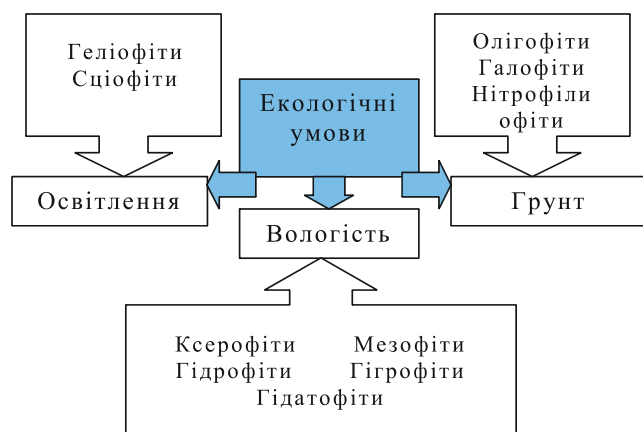 Геліофіти
Сціофіти
Екологічні
умови
Олігофіти
Галофіти
Нітрофіли
офіти
Освітлення
Вологість
Грунт
Ксерофіти Мезофіти
Гідрофіти Гігрофіти
Гідатофіти